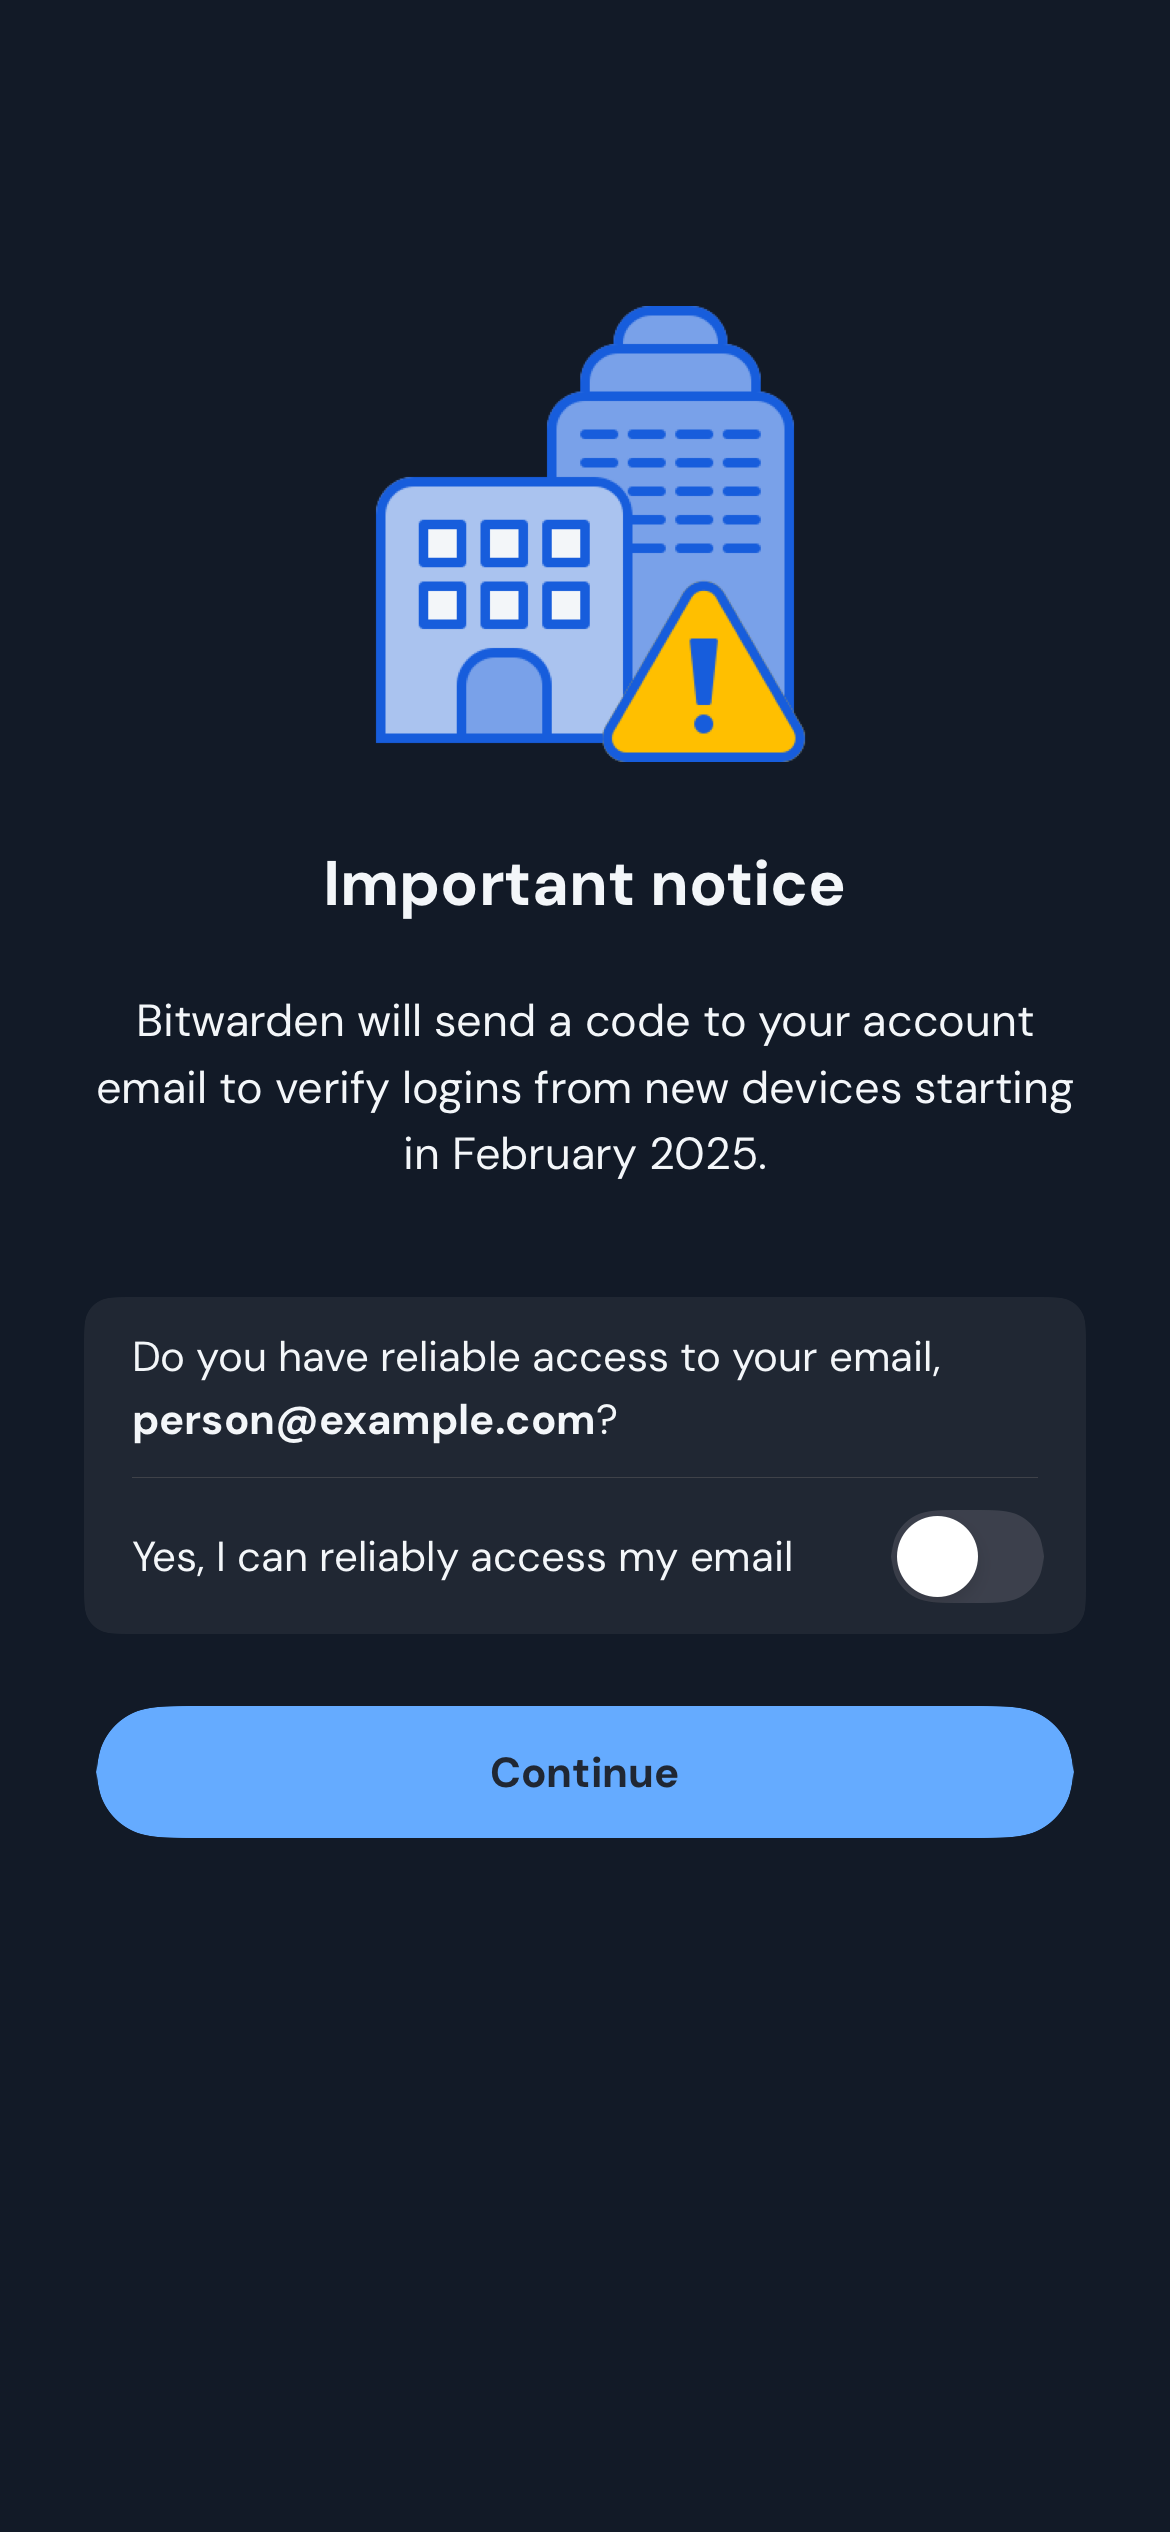 Important notice
Bitwarden will send a code to your account
email to verify logins from new devices starting
in February 2025.
Do you have reliable access to your email,
person@example.com?
Yes, I can reliably access my email
Continue